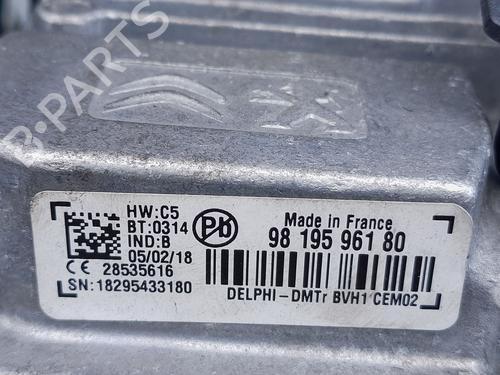 B-PARTS
HW:C5
BT:0314
IND:B
05/02/18
28535616
SN:18295433180
Pb
Made in France
98 195 961 80
DELPHI-DMTr BVH1 CEM02